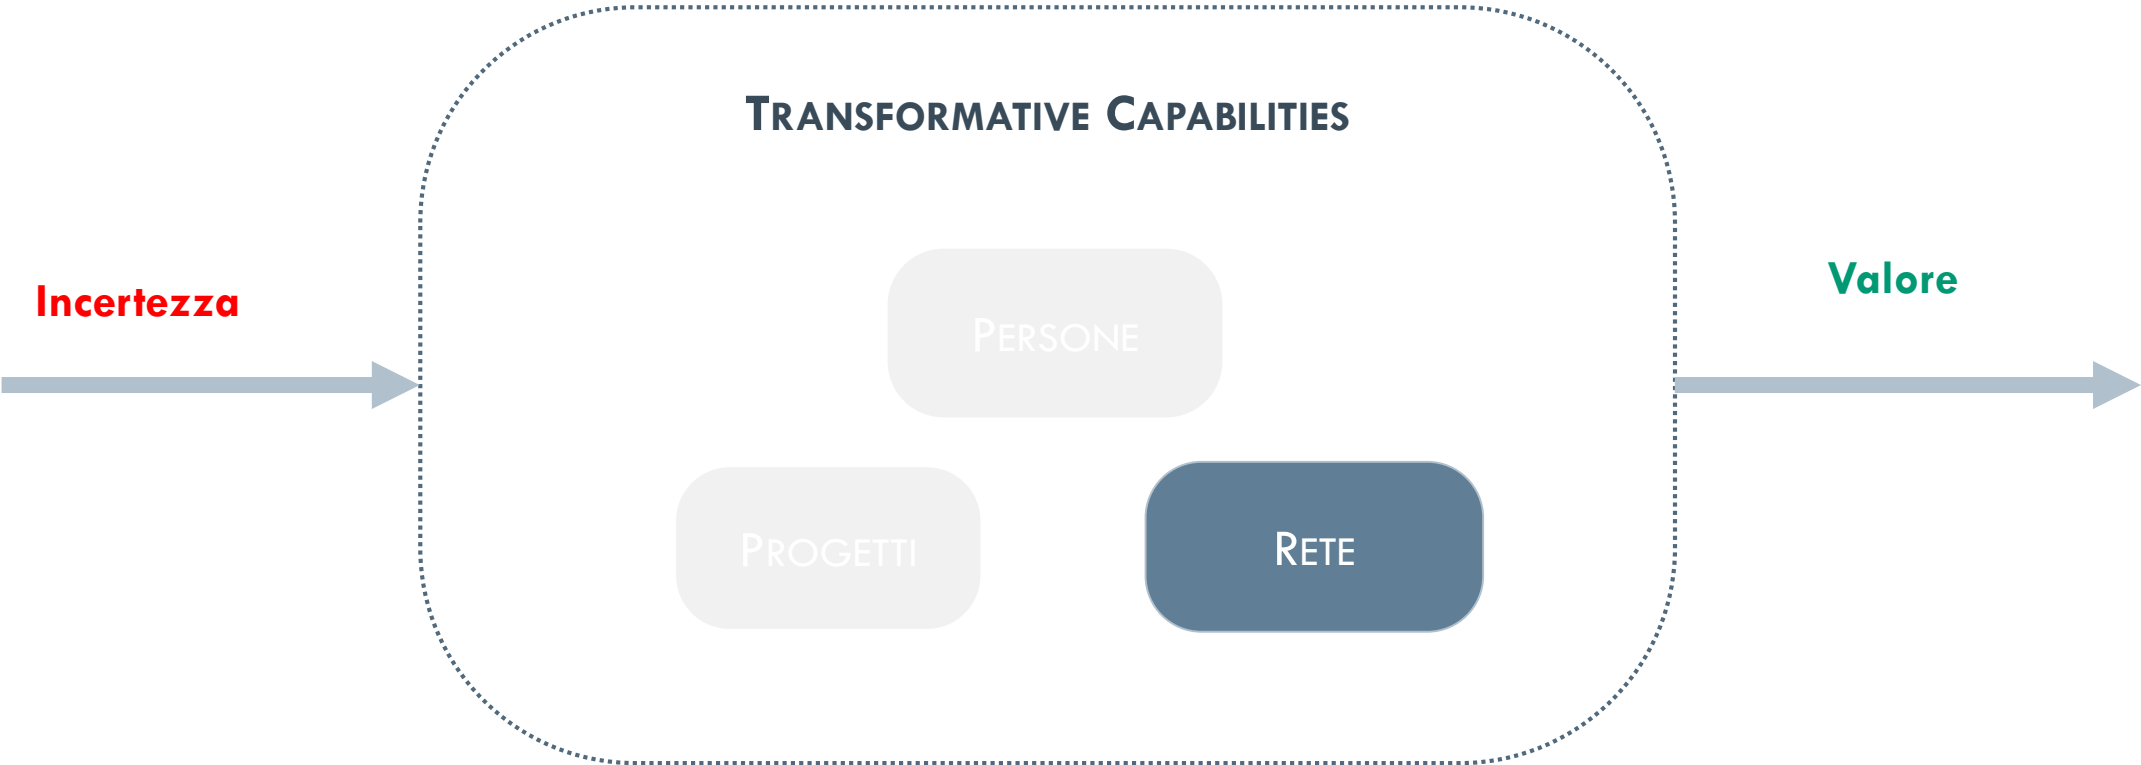 TRANSFORMATIVE CAPABILITIES
Incertezza
Valore
PERSONE
PROGETTI
RETE